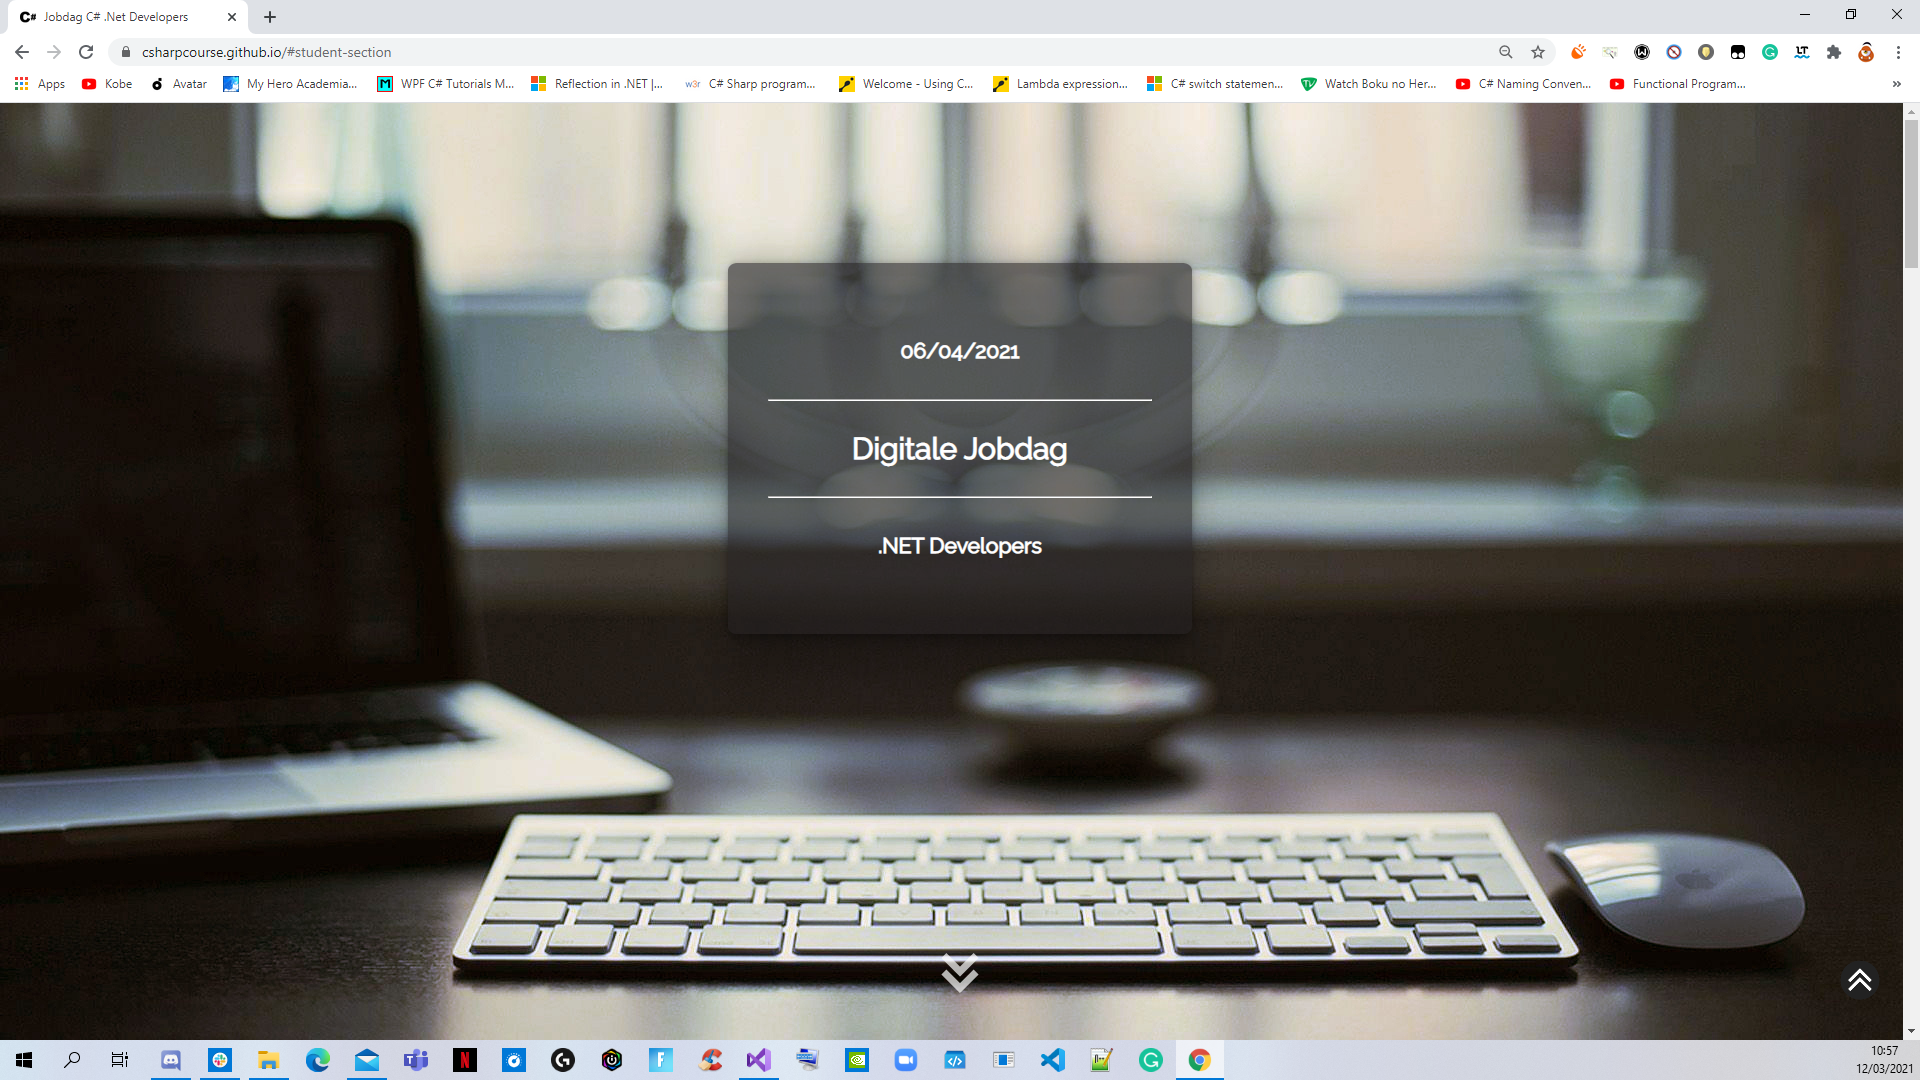 C# Jobdag C# .Net Developers
csharpcourse.github.io/#student-section
Apps Kobe Avatar My Hero Academia... WPF C# Tutorials M... Reflection in .NET |... w3r C# Sharp program... Welcome - Using C... Lambda expression... C# switch statemen... Watch Boku no Her... C# Naming Conven... Functional Program...
06/04/2021
Digitale Jobdag
.NET Developers
10:57
12/03/2021